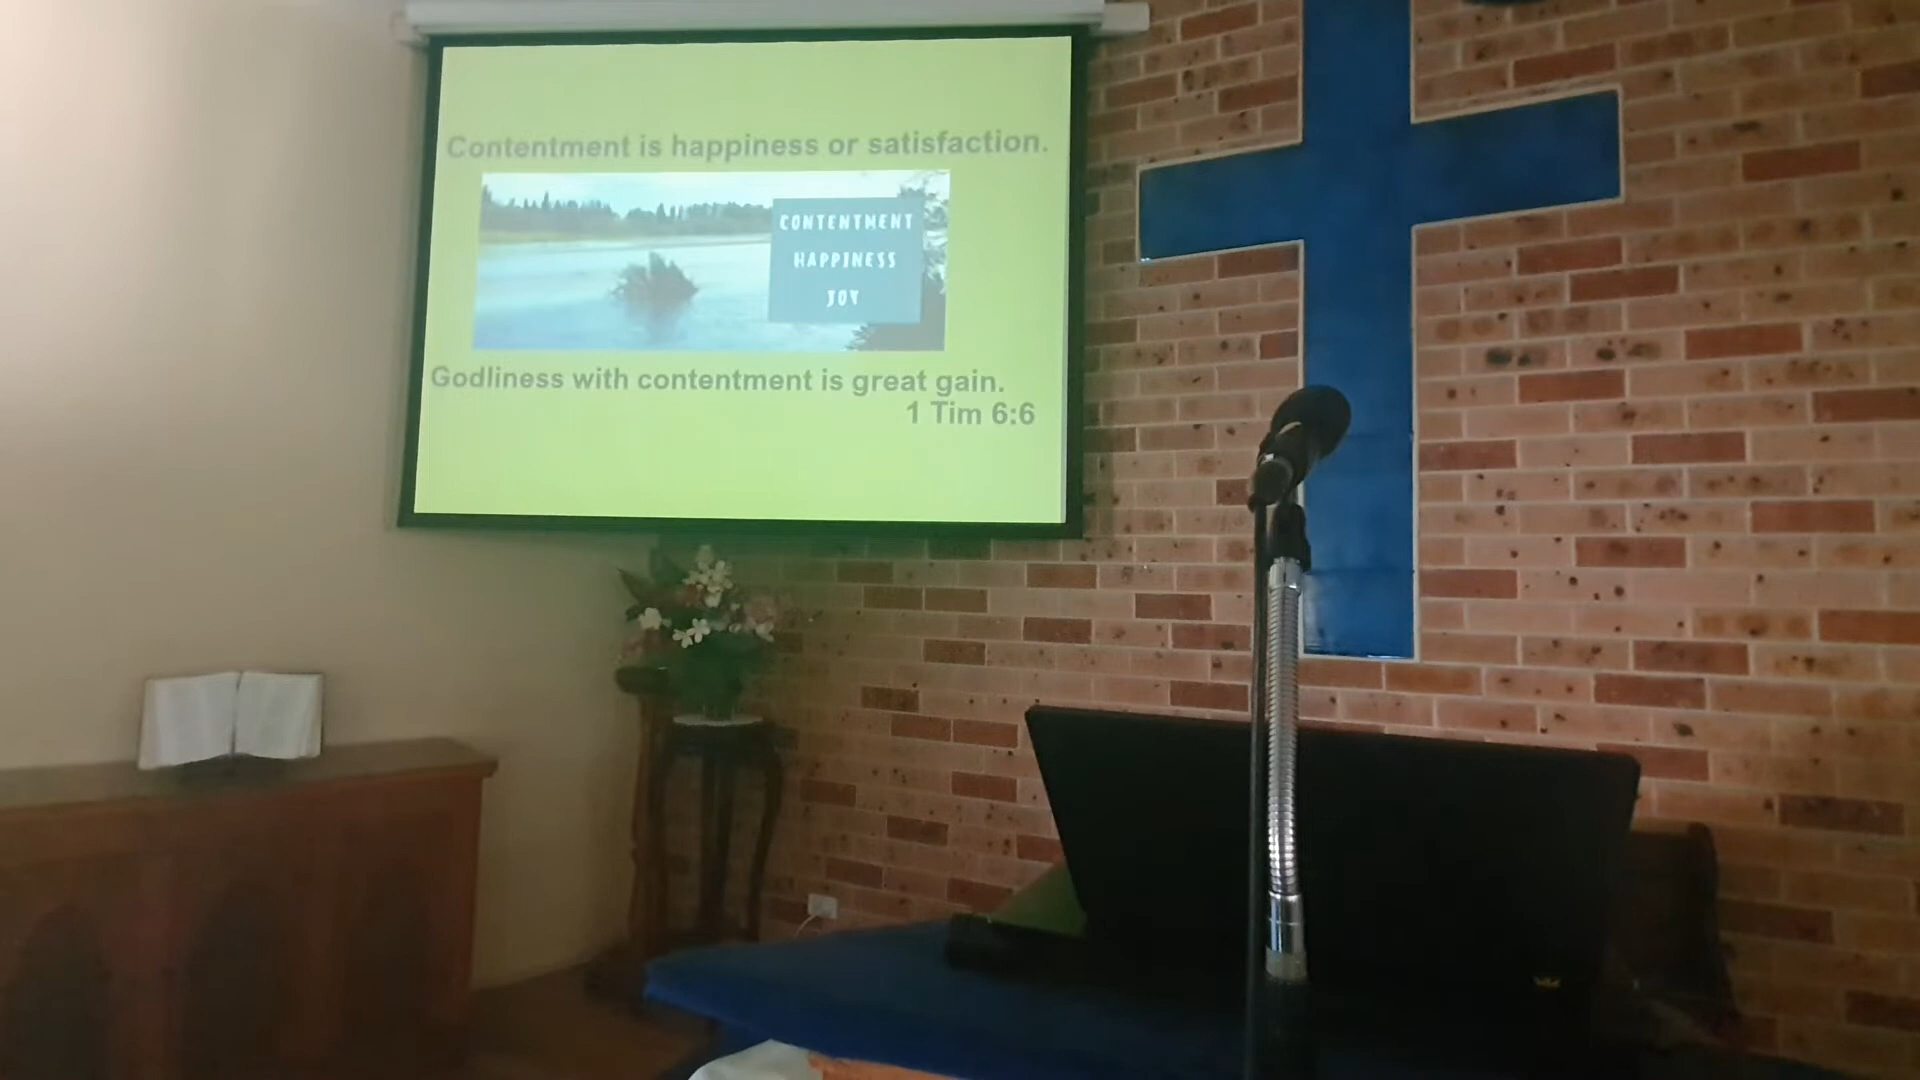 Contentment is happiness or satisfaction.
CONTENTMENT
HAPPINESS
JOY
Godliness with contentment is great gain.
1 Tim 6:6